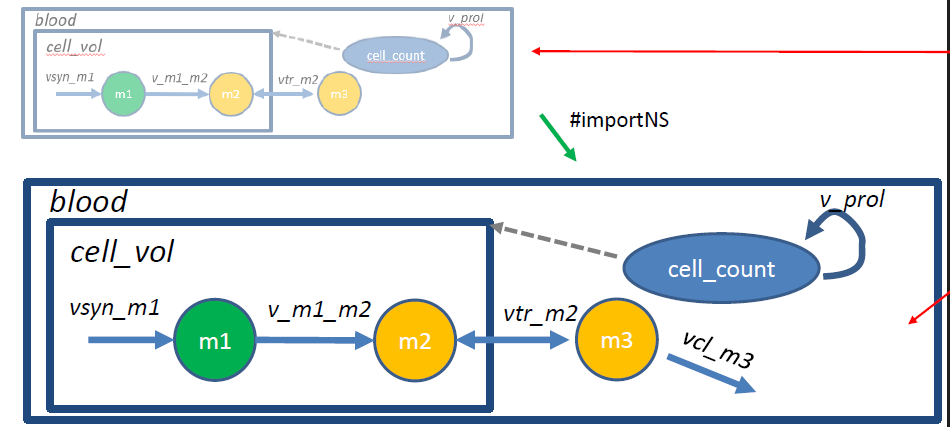 blood
v_prol
cell_vol
cell_count
vsyn_m1
v_m1_m2
vtr_m2
m1
m2
m3
#importNS
blood
v_prol
cell_vol
cell_count
vsyn_m1
v_m1_m2
vtr_m2
m1
m2
m3
vcl_m3